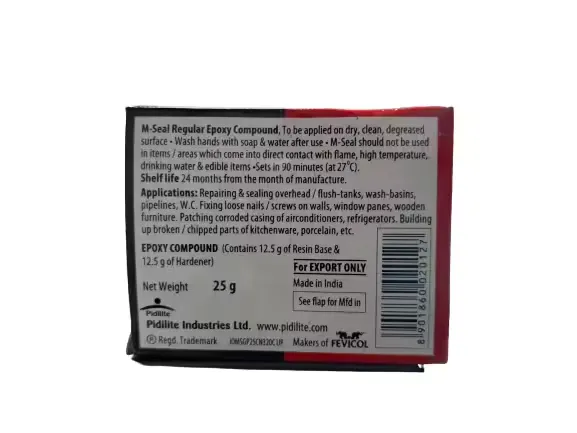 M-Seal Regular Epoxy Compound, To be applied on dry, clean, degreased
surface • Wash hands with soap & water after use • M-Seal should not be used
in items / areas which come into direct contact with flame, high temperature,
drinking water & edible items •Sets in 90 minutes (at 27°C).
Shelf life 24 months from the month of manufacture.
Applications: Repairing & sealing overhead / flush-tanks, wash-basins,
pipelines, W.C. Fixing loose nails / screws on walls, window panes, wooden
furniture. Patching corroded casing of airconditioners, refrigerators. Building
up broken / chipped parts of kitchenware, porcelain, etc.
EPOXY COMPOUND (Contains 12.5 g of Resin Base &
12.5 g of Hardener)
Net Weight 25 g
For EXPORT ONLY
Made in India
See flap for Mfd in
Pidilite
Pidilite Industries Ltd. www.pidilite.com
® Regd. Trademark
Makers of FEVICOL
8 901860 020127